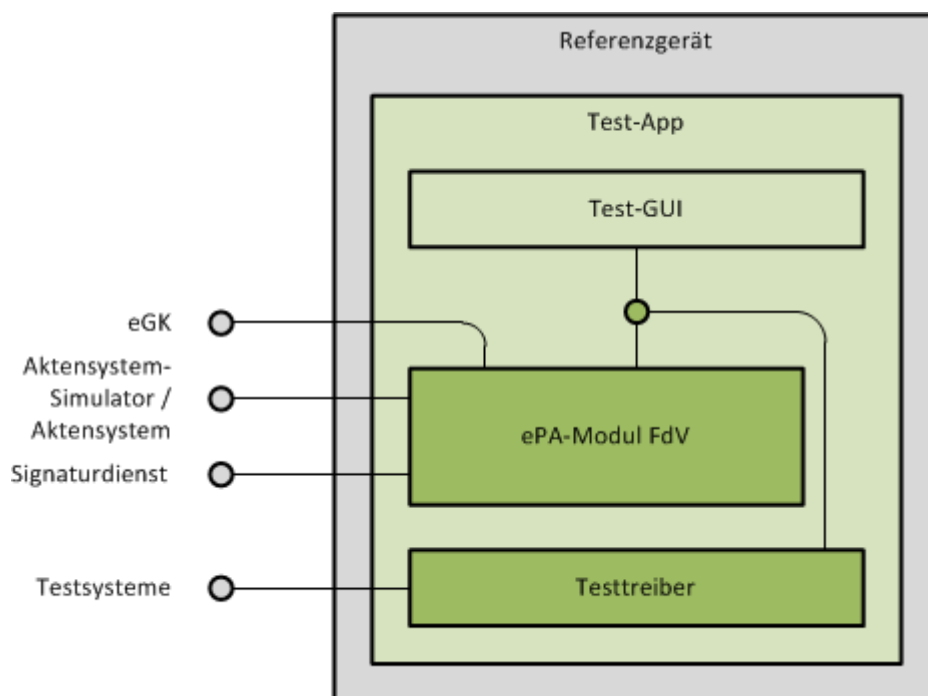 Referenzgerät
Test-App
Test-GUI
eGK
Aktensystem-
Simulator /
Aktensystem
ePA-Modul FdV
Signaturdienst
Testsysteme
Testtreiber